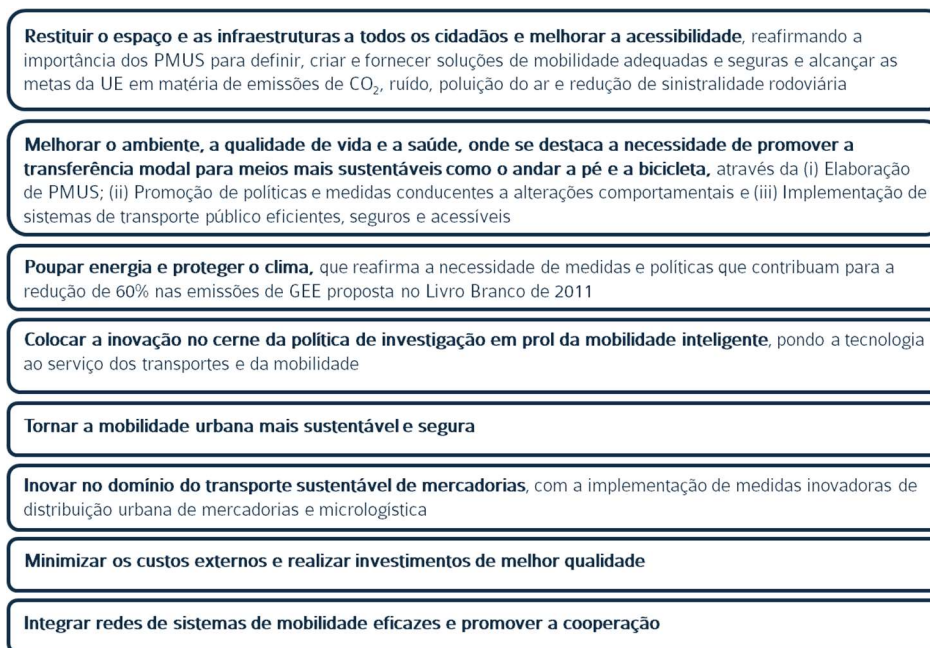 Restituir o espaço e as infraestruturas a todos os cidadãos e melhorar a acessibilidade, reafirmando a
importância dos PMUS para definir, criar e fornecer soluções de mobilidade adequadas e seguras e alcançar as
metas da UE em matéria de emissões de CO₂, ruído, poluição do ar e redução de sinistralidade rodoviária
Melhorar o ambiente, a qualidade de vida e a saúde, onde se destaca a necessidade de promover a
transferência modal para meios mais sustentáveis como o andar a pé e a bicicleta, através da (i) Elaboração
de PMUS; (ii) Promoção de políticas e medidas conducentes a alterações comportamentais e (iii) Implementação de
sistemas de transporte público eficientes, seguros e acessiveis
Poupar energia e proteger o clima, que reafirma a necessidade de medidas e políticas que contribuam para a
redução de 60% nas emissões de GEE proposta no Livro Branco de 2011
Colocar a inovação no cerne da política de investigação em prol da mobilidade inteligente, pondo a tecnologia
ao serviço dos transportes e da mobilidade
Tornar a mobilidade urbana mais sustentável e segura
Inovar no domínio do transporte sustentável de mercadorias, com a implementação de medidas inovadoras de
distribuição urbana de mercadorias e micrologística
Minimizar os custos externos e realizar investimentos de melhor qualidade
Integrar redes de sistemas de mobilidade eficazes e promover a cooperação